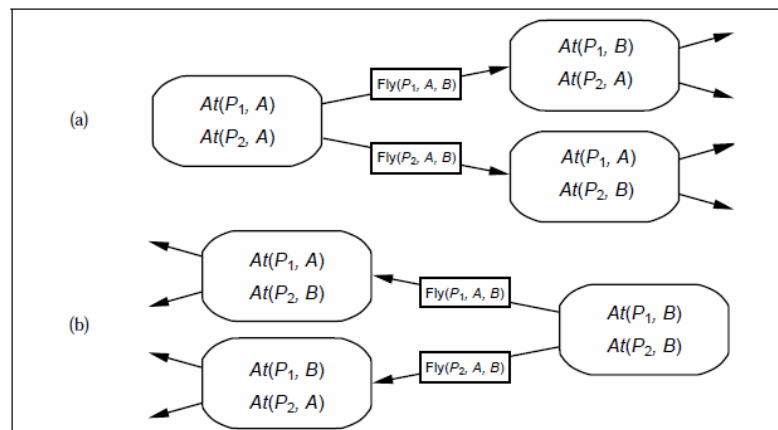 (a)
At(P1, A)
At(P2, A)
Fly(P1, A, B)
Fly(P2, A, B)
At(P1, B)
At(P2, A)
At(P1, A)
At(P2, B)
(b)
At(P1, A)
At(P2, B)
At(P1, B)
At(P2, A)
Fly(P1, A, B)
Fly(P2, A, B)
At(P1, B)
At(P2, B)